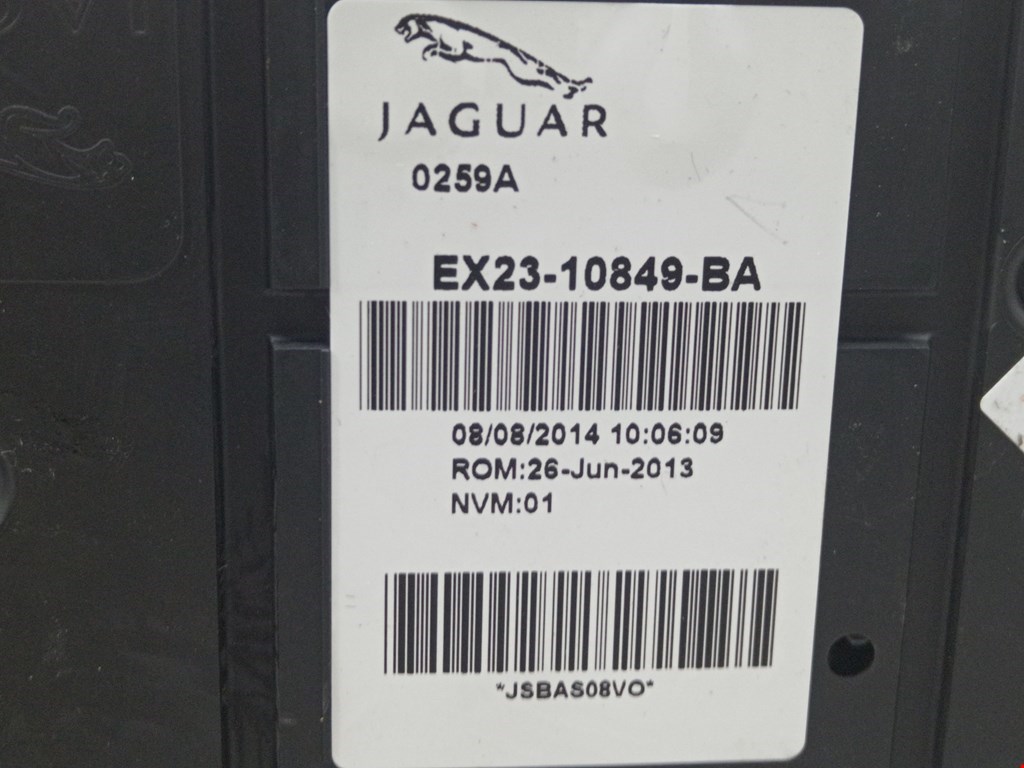 JAGUAR
0259A
EX23-10849-BA
08/08/2014 10:06:09
ROM:26-Jun-2013
NVM:01
*JSBAS08VO*